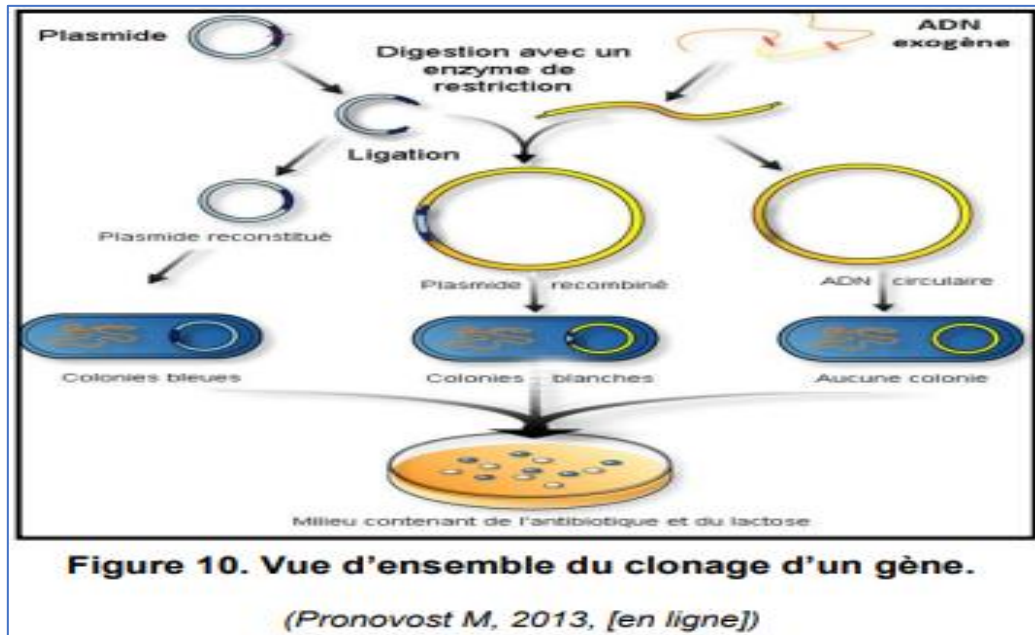 Plasmide
ADN
exogène
Digestion avec un
enzyme de
restriction
Ligation
Plasmide reconstitué
Plasmide recombiné
ADN circulaire
Colonies bleues
Colonies blanches
Aucune colonie
Milieu contenant de l'antibiotique et du lactose
Figure 10. Vue d'ensemble du clonage d'un gène.
(Pronovost M, 2013, [en ligne])